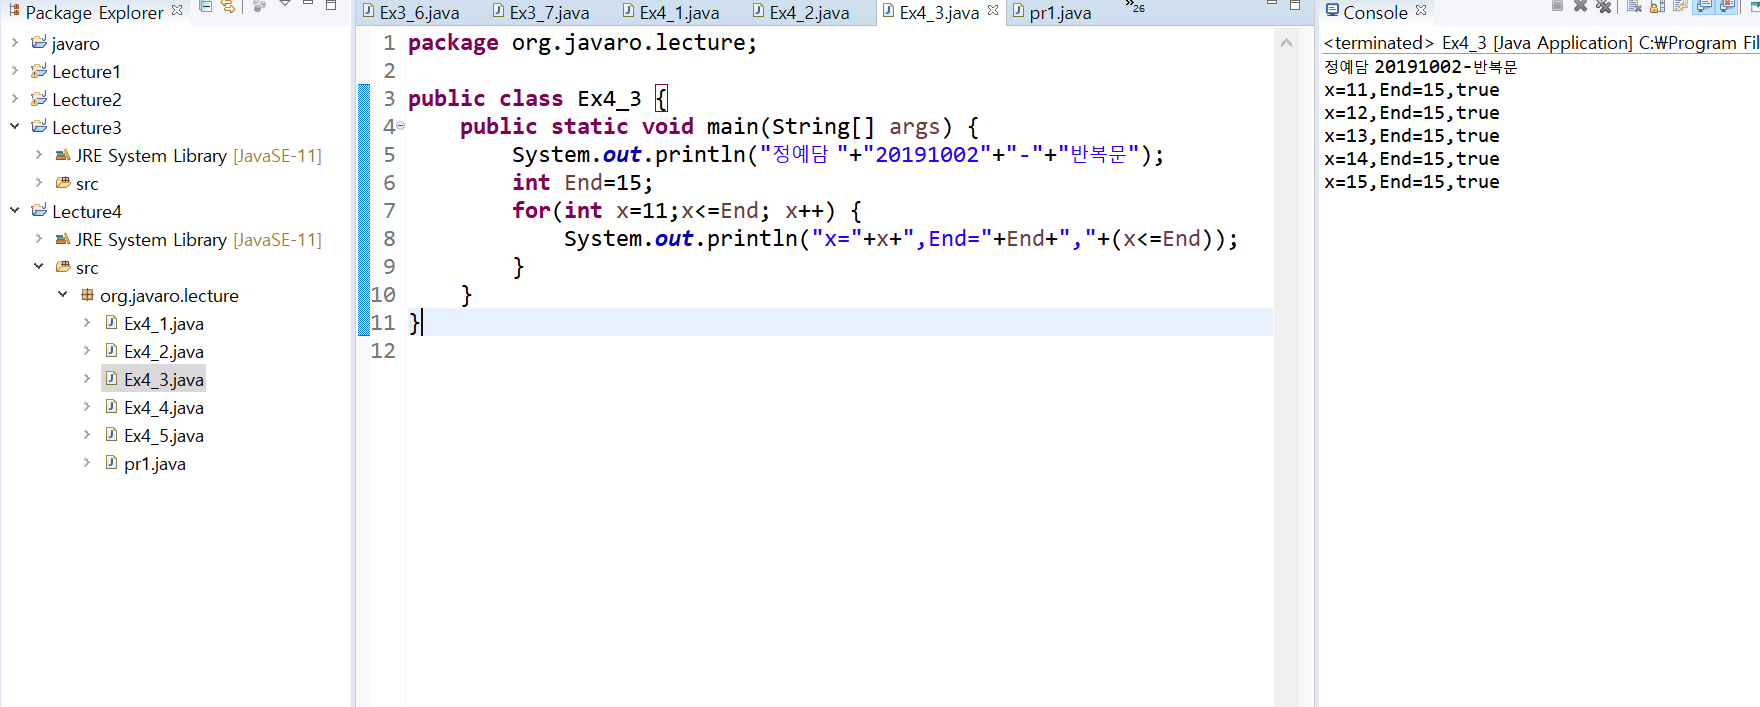 Package Explorer
javaro
Lecture1
Lecture2
Lecture3
JRE System Library [JavaSE-11]
src
Lecture4
JRE System Library [JavaSE-11]
src
org.javaro.lecture
Ex4_1.java
Ex4_2.java
Ex4_3.java
Ex4_4.java
Ex4_5.java
pr1.java
Ex3_6.java Ex3_7.java Ex4_1.java Ex4_2.java Ex4_3.java pr1.java »26
1 package org.javaro.lecture;
2
3 public class Ex4_3 {
4 public static void main(String[] args) {
5 System.out.println("정예담 "+"20191002"+"-"+"반복문");
6 int End=15;
7 for(int x=11;x<=End; x++) {
8 System.out.println("x="+x+",End="+End+","+(x<=End));
9 }
10 }
11 }
12
Console
<terminated> Ex4_3 [Java Application] C:₩Program Fil
정예담 20191002-반복문
x=11,End=15,true
x=12,End=15,true
x=13,End=15,true
x=14,End=15,true
x=15,End=15,true